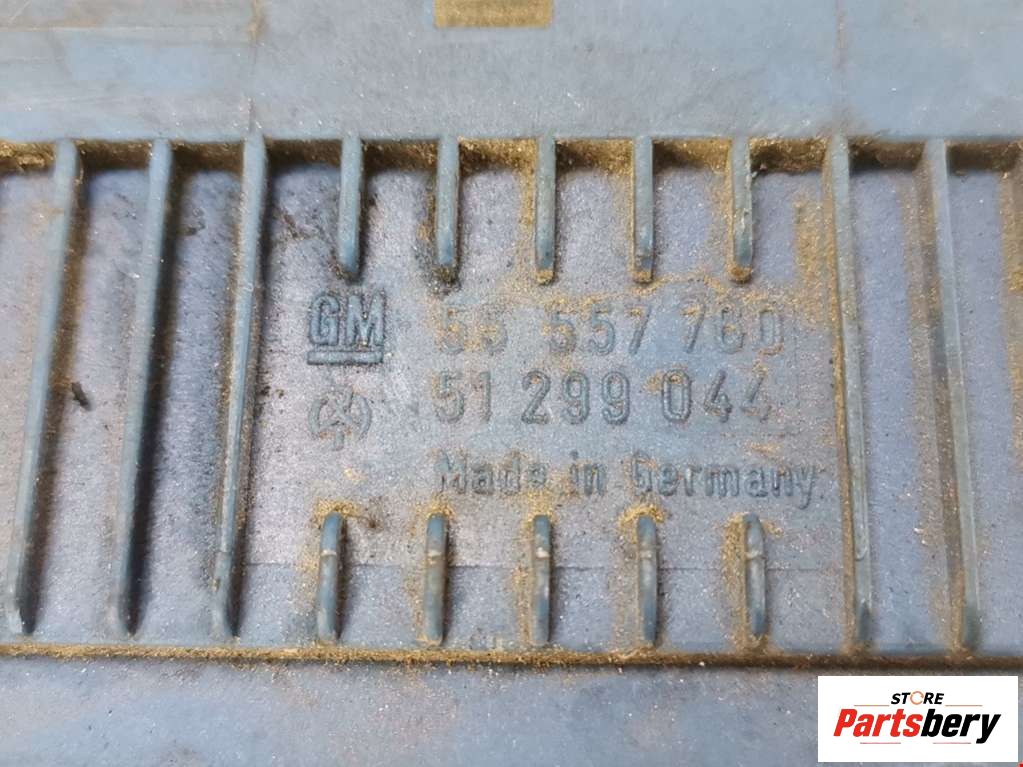 GM 55 557 760
51 299 044
Made in Germany
STORE
Partsbery